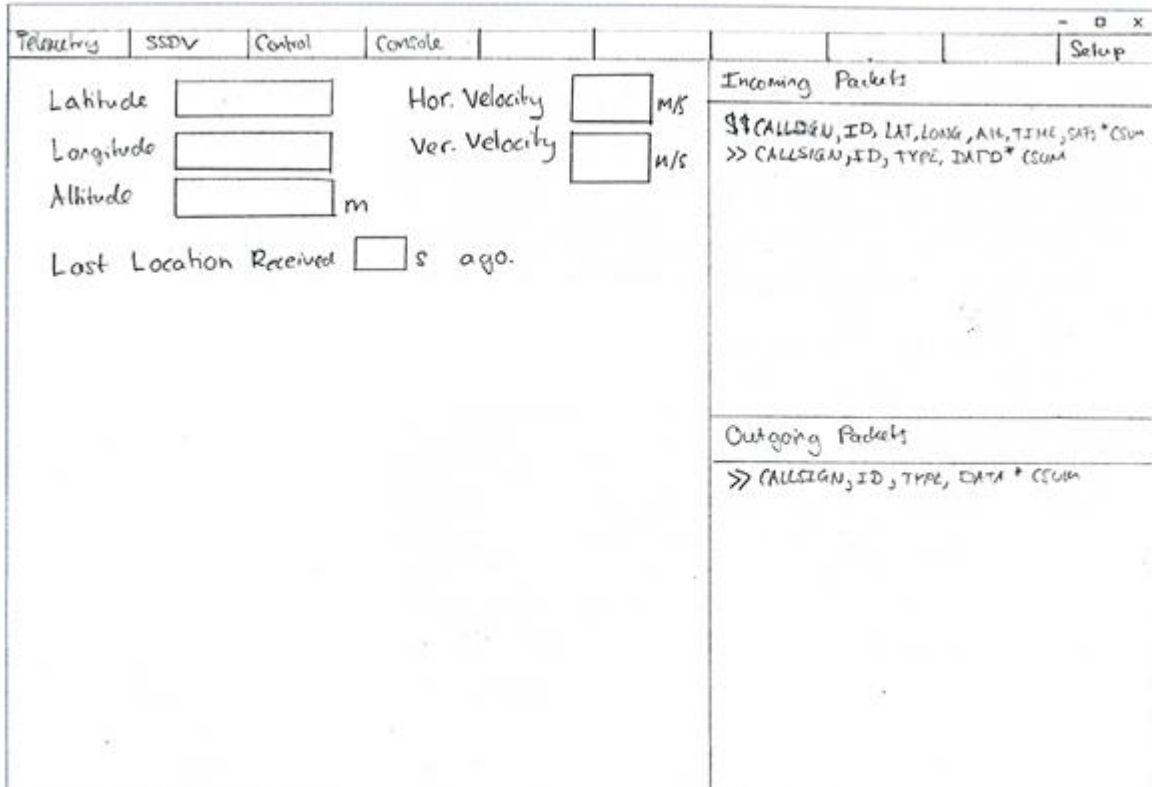 Telemetry SSDV Control Console Setup
Latitude
Longitude
Altitude m
Hor. Velocity m/s
Ver. Velocity m/s
Last Location Received s ago.
Incoming Packets
$$CALLSIGN, ID, LAT, LONG, Alt, TIME, SATS *CSUM
>> CALLSIGN, ID, TYPE, DATA* CSUM
Outgoing Packets
>> CALLSIGN, ID, TYPE, DATA * CSUM